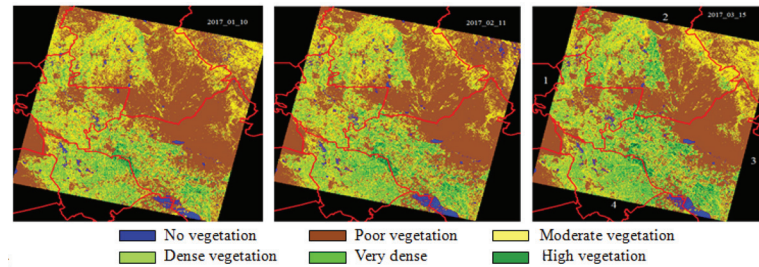 2017_01_10
2017_02_11
2017_03_15
2
1
3
4
No vegetation
Poor vegetation
Moderate vegetation
Dense vegetation
Very dense
High vegetation